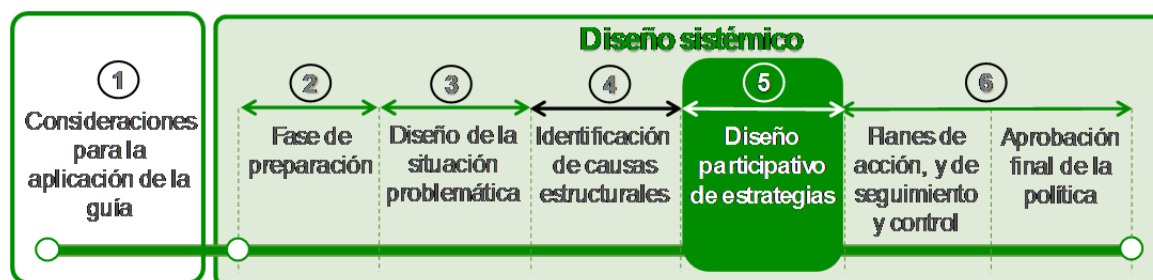 Diseño sistémico
1
Consideraciones
para la
aplicación de la
guía
2
Fase de
preparación
3
Diseño de la
situación
problemática
4
Identificación
de causas
estructurales
5
Diseño
participativo
de estrategias
6
Planes de
acción, y de
seguimiento
y control
Aprobación
final de la
política